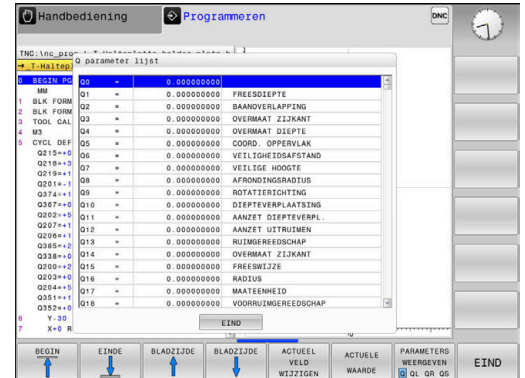 Handbediening
Programmeren
DNC
Q parameter lijst
0 BEGIN PG
MM
1 BLK FORM
2 BLK FORM
3 TOOL CAL
4 M3
5 CYCL DEF
Q215=+0
Q218=+3
Q219=+1
Q201=-1
Q374=+1
Q367=+0
Q202=+5
Q207=+1
Q206=+1
Q385=+2
Q338=+0
Q200=+2
Q203=+0
Q204=+5
Q351=+1
Q352=+0
6 Y-30
7 X+0 R
Q0 = 0.000000000
Q1 = 0.000000000 FREESDIEPTE
Q2 = 0.000000000 BAANOVERLAPPING
Q3 = 0.000000000 OVERMAAT ZIJKANT
Q4 = 0.000000000 OVERMAAT DIEPTE
Q5 = 0.000000000 COORD. OPPERVLAK
Q6 = 0.000000000 VEILIGHEIDSAFSTAND
Q7 = 0.000000000 VEILIGE HOOGTE
Q8 = 0.000000000 AFRONDINGSRADIUS
Q9 = 0.000000000 ROTATIERICHTING
Q10 = 0.000000000 DIEPTEVERPLAATSING
Q11 = 0.000000000 AANZET DIEPTEVERPL.
Q12 = 0.000000000 AANZET UITRUIMEN
Q13 = 0.000000000 RUIMGEREEDSCHAP
Q14 = 0.000000000 OVERMAAT ZIJKANT
Q15 = 0.000000000 FREESWIJZE
Q16 = 0.000000000 RADIUS
Q17 = 0.000000000 MAATEENHEID
Q18 = 0.000000000 VOORRUIMGEREEDSCHAP
EIND
BEGIN
EINDE
BLADZIJDE
BLADZIJDE
ACTUEEL VELD WIJZIGEN
ACTUELE WAARDE
PARAMETERS WEERGEVEN
Q QL QR QS
EIND